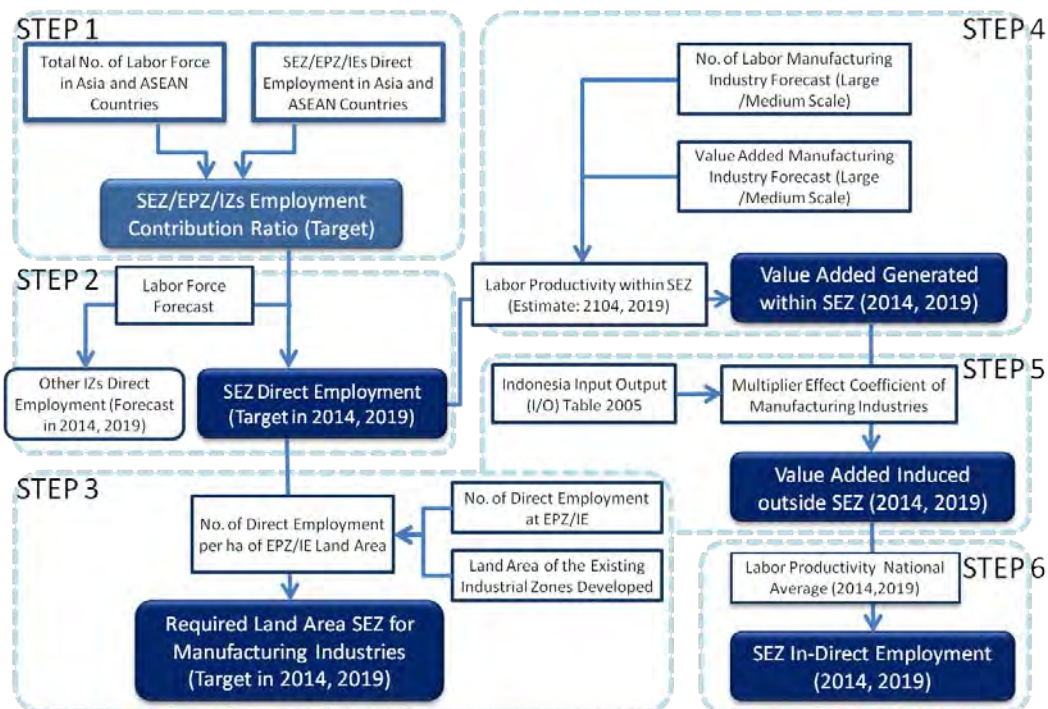 STEP 1
Total No. of Labor Force
in Asia and ASEAN
Countries
SEZ/EPZ/IEs Direct
Employment in Asia and
ASEAN Countries
SEZ/EPZ/IZs Employment
Contribution Ratio (Target)
STEP 2
Labor Force
Forecast
Other IZs Direct
Employment (Forecast
in 2014, 2019)
SEZ Direct Employment
(Target in 2014, 2019)
STEP 3
No. of Direct Employment
per ha of EPZ/IE Land Area
No. of Direct Employment
at EPZ/IE
Land Area of the Existing
Industrial Zones Developed
Required Land Area SEZ for
Manufacturing Industries
(Target in 2014, 2019)
STEP 4
No. of Labor Manufacturing
Industry Forecast (Large
/Medium Scale)
Value Added Manufacturing
Industry Forecast (Large
/Medium Scale)
Labor Productivity within SEZ
(Estimate: 2104, 2019)
Value Added Generated
within SEZ (2014, 2019)
STEP 5
Indonesia Input Output
(I/O) Table 2005
Multiplier Effect Coefficient of
Manufacturing Industries
Value Added Induced
outside SEZ (2014, 2019)
STEP 6
Labor Productivity National
Average (2014,2019)
SEZ In-Direct Employment
(2014, 2019)